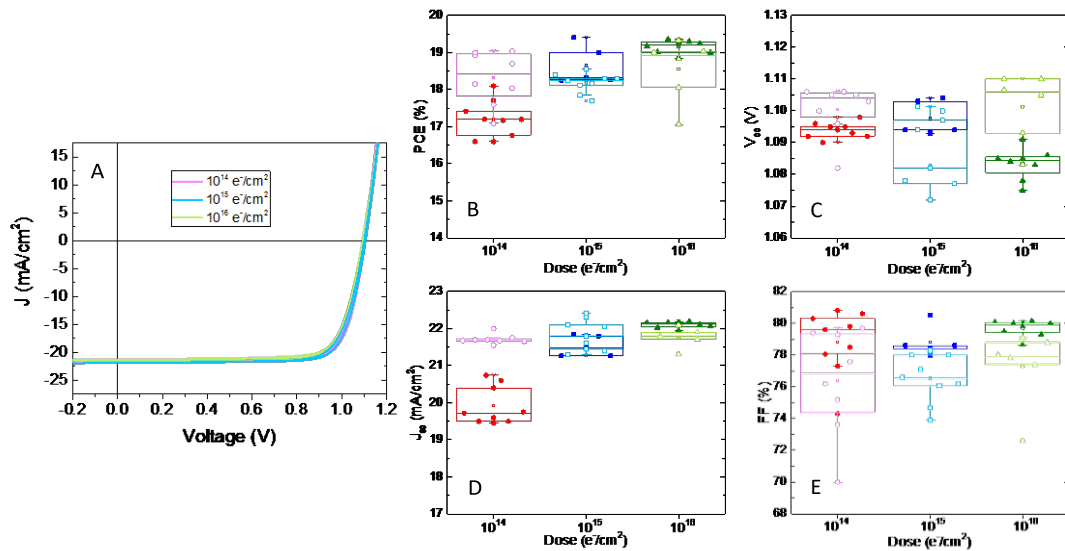 A
15
10
5
0
-5
-10
-15
-20
-25
J (mA/cm²)
10¹⁴ e⁻/cm²
10¹⁵ e⁻/cm²
10¹⁶ e⁻/cm²
-0.2 0.0 0.2 0.4 0.6 0.8 1.0 1.2
Voltage (V)
20
19
18
17
16
15
14
PCE (%)
B
10¹⁴ 10¹⁵ 10¹⁶
Dose (e⁻/cm²)
1.13
1.12
1.11
1.10
1.09
1.08
1.07
1.06
Vₒc (V)
C
10¹⁴ 10¹⁵ 10¹⁶
Dose (e⁻/cm²)
23
22
21
20
19
18
17
(mA/cm²)
D
10¹⁴ 10¹⁵ 10¹⁶
Dose (e⁻/cm²)
82
80
78
76
74
72
70
68
FF (%)
E
10¹⁴ 10¹⁵ 10¹⁶
Dose (e⁻/cm²)